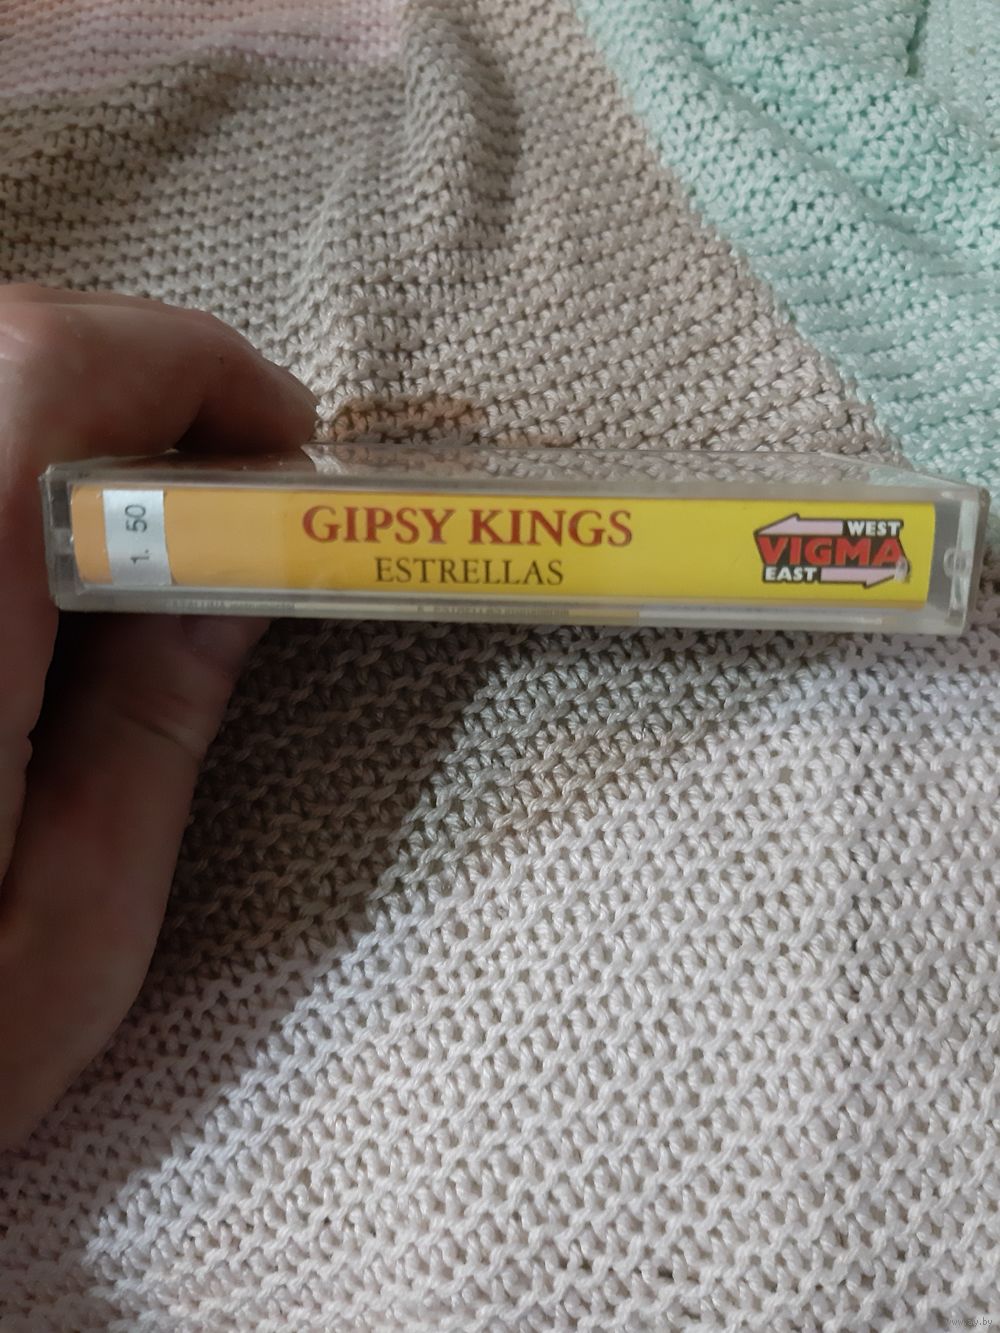 1. 50
GIPSY KINGS
ESTRELLAS
WEST
VIGMA
EAST